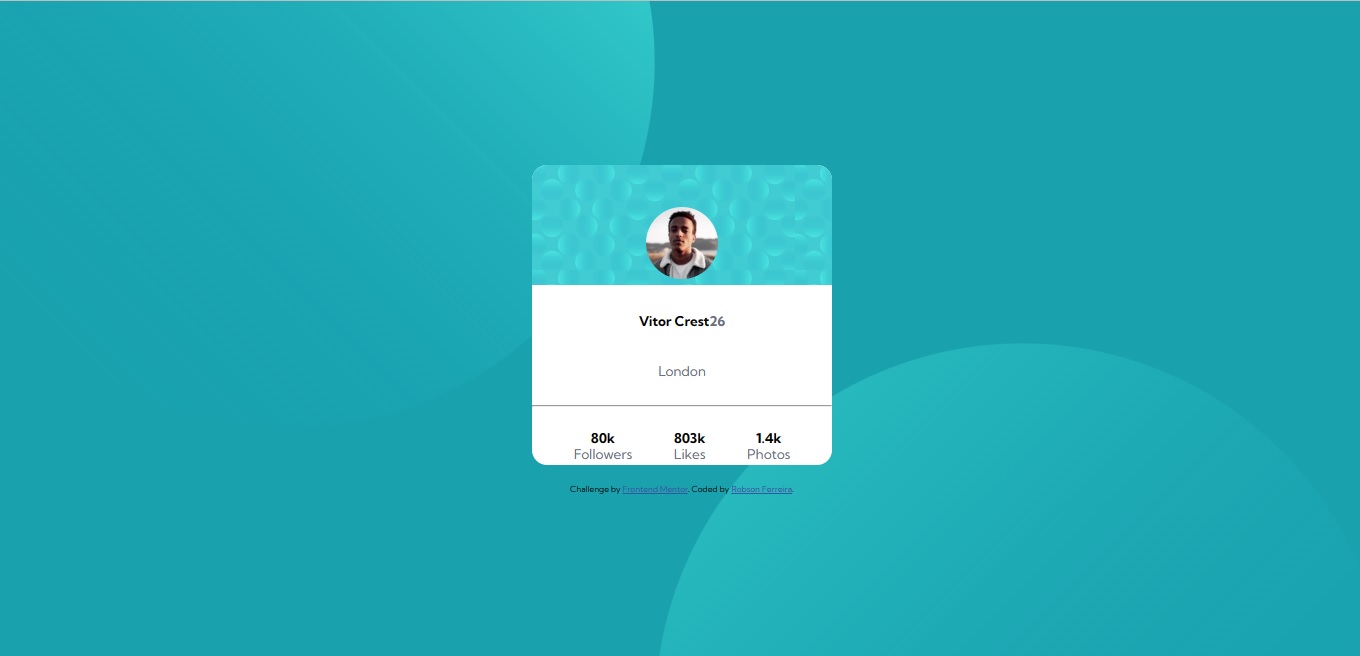 Vitor Crest26
London
80k 803k 1.4k
Followers Likes Photos
Challenge by Frontend Mentor. Coded by Robson Ferreira.